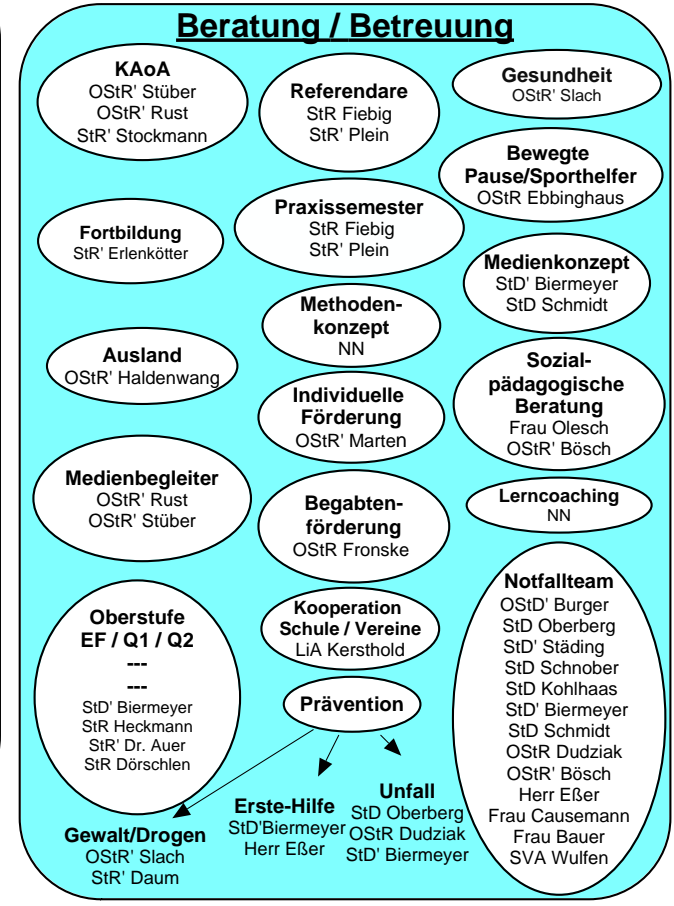 Beratung / Betreuung
KAoA
OStR' Stüber
OStR' Rust
StR' Stockmann
Referendare
StR Fiebig
StR' Plein
Gesundheit
OStR' Slach
Bewegte
Pause/Sporthelfer
OStR Ebbinghaus
Praxissemester
StR Fiebig
StR' Plein
Fortbildung
StR' Erlenkötter
Medienkonzept
StD' Biermeyer
StD Schmidt
Methoden-
konzept
NN
Ausland
OStR' Haldenwang
Sozial-
pädagogische
Beratung
Frau Olesch
OStR' Bösch
Individuelle
Förderung
OStR' Marten
Medienbegleiter
OStR' Rust
OStR' Stüber
Begabten-
förderung
OStR Fronske
Lerncoaching
NN
Oberstufe
EF / Q1 / Q2
---
---
StD' Biermeyer
StR Heckmann
StR' Dr. Auer
StR Dörschlen
Kooperation
Schule / Vereine
LiA Kersthold
Notfallteam
OStD' Burger
StD Oberberg
StD' Städing
StD Schnober
StD Kohlhaas
StD' Biermeyer
StD Schmidt
OStR Dudziak
OStR' Bösch
Herr Eßer
Frau Causemann
Frau Bauer
SVA Wulfen
Prävention
Gewalt/Drogen
OStR' Slach
StR' Daum
Erste-Hilfe
StD'Biermeyer
Herr Eßer
Unfall
StD Oberberg
OStR Dudziak
StD' Biermeyer